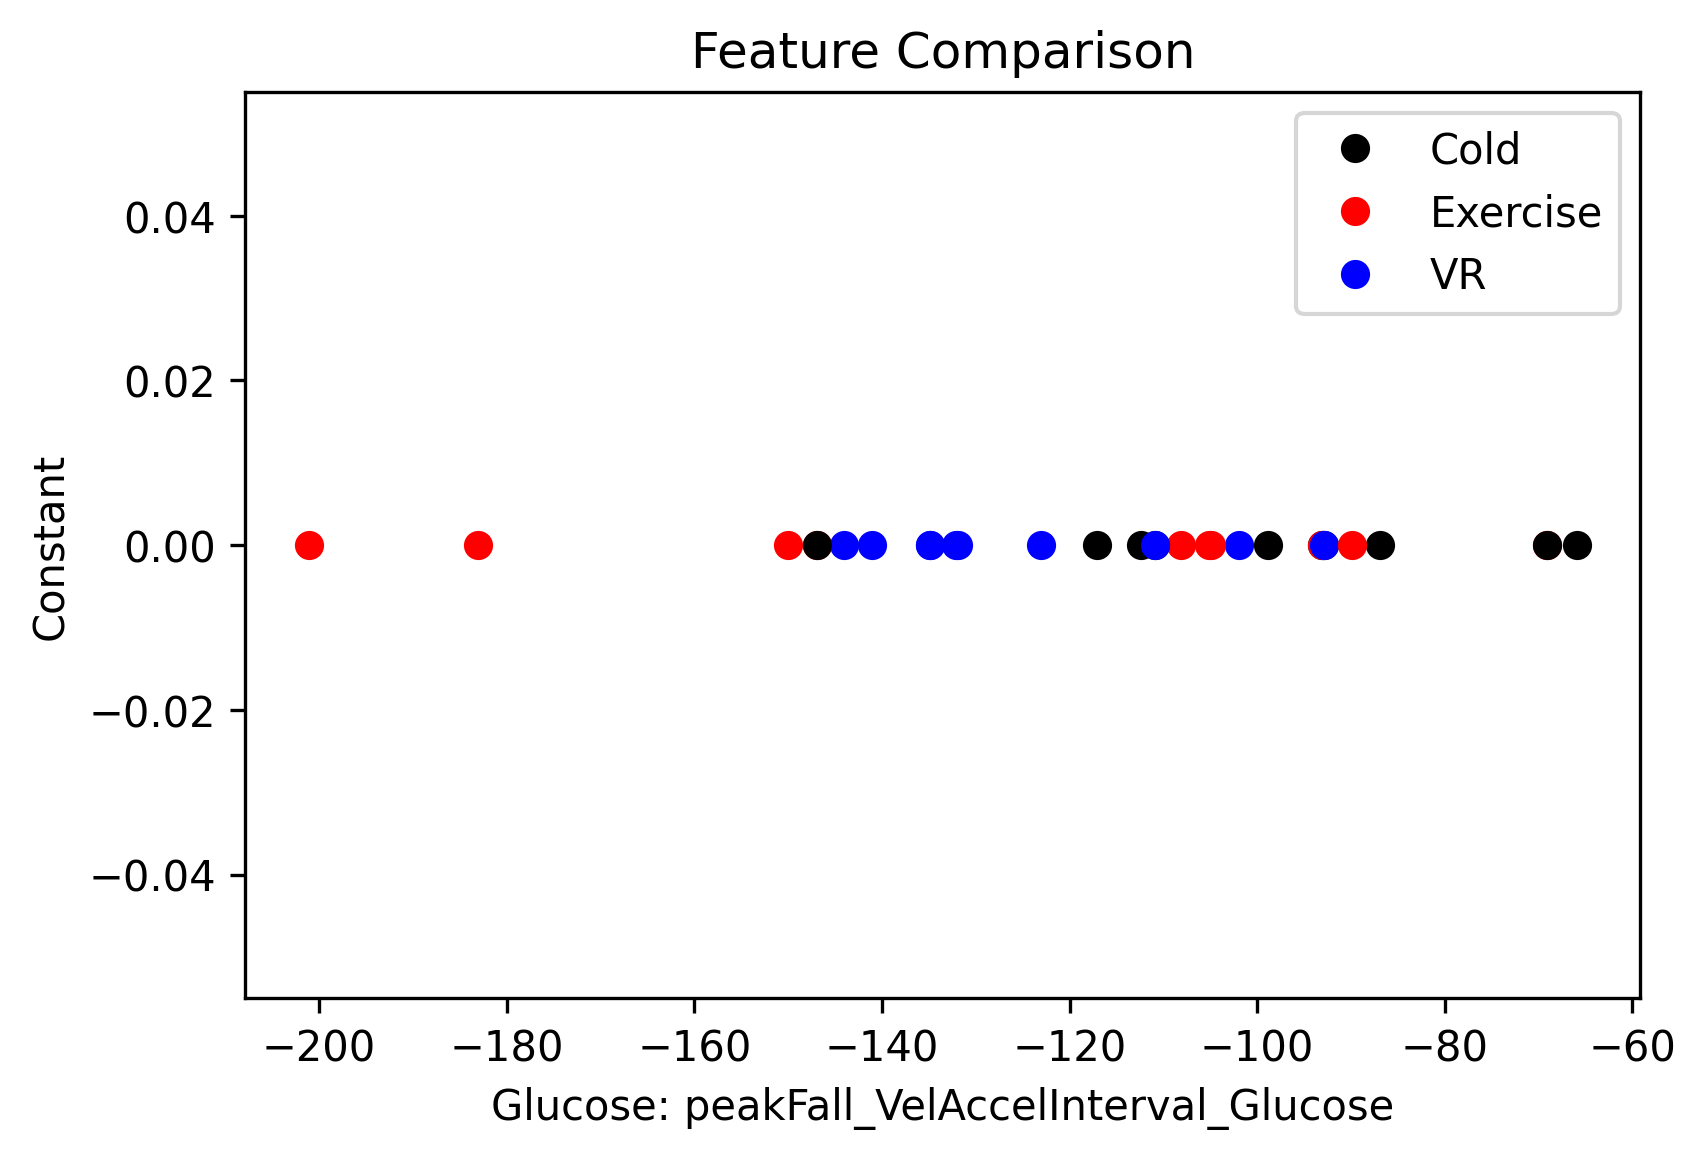 Feature Comparison
Cold
Exercise
VR
0.04
0.02
0.00
−0.02
−0.04
Constant
−200 −180 −160 −140 −120 −100 −80 −60
Glucose: peakFall_VelAccelInterval_Glucose